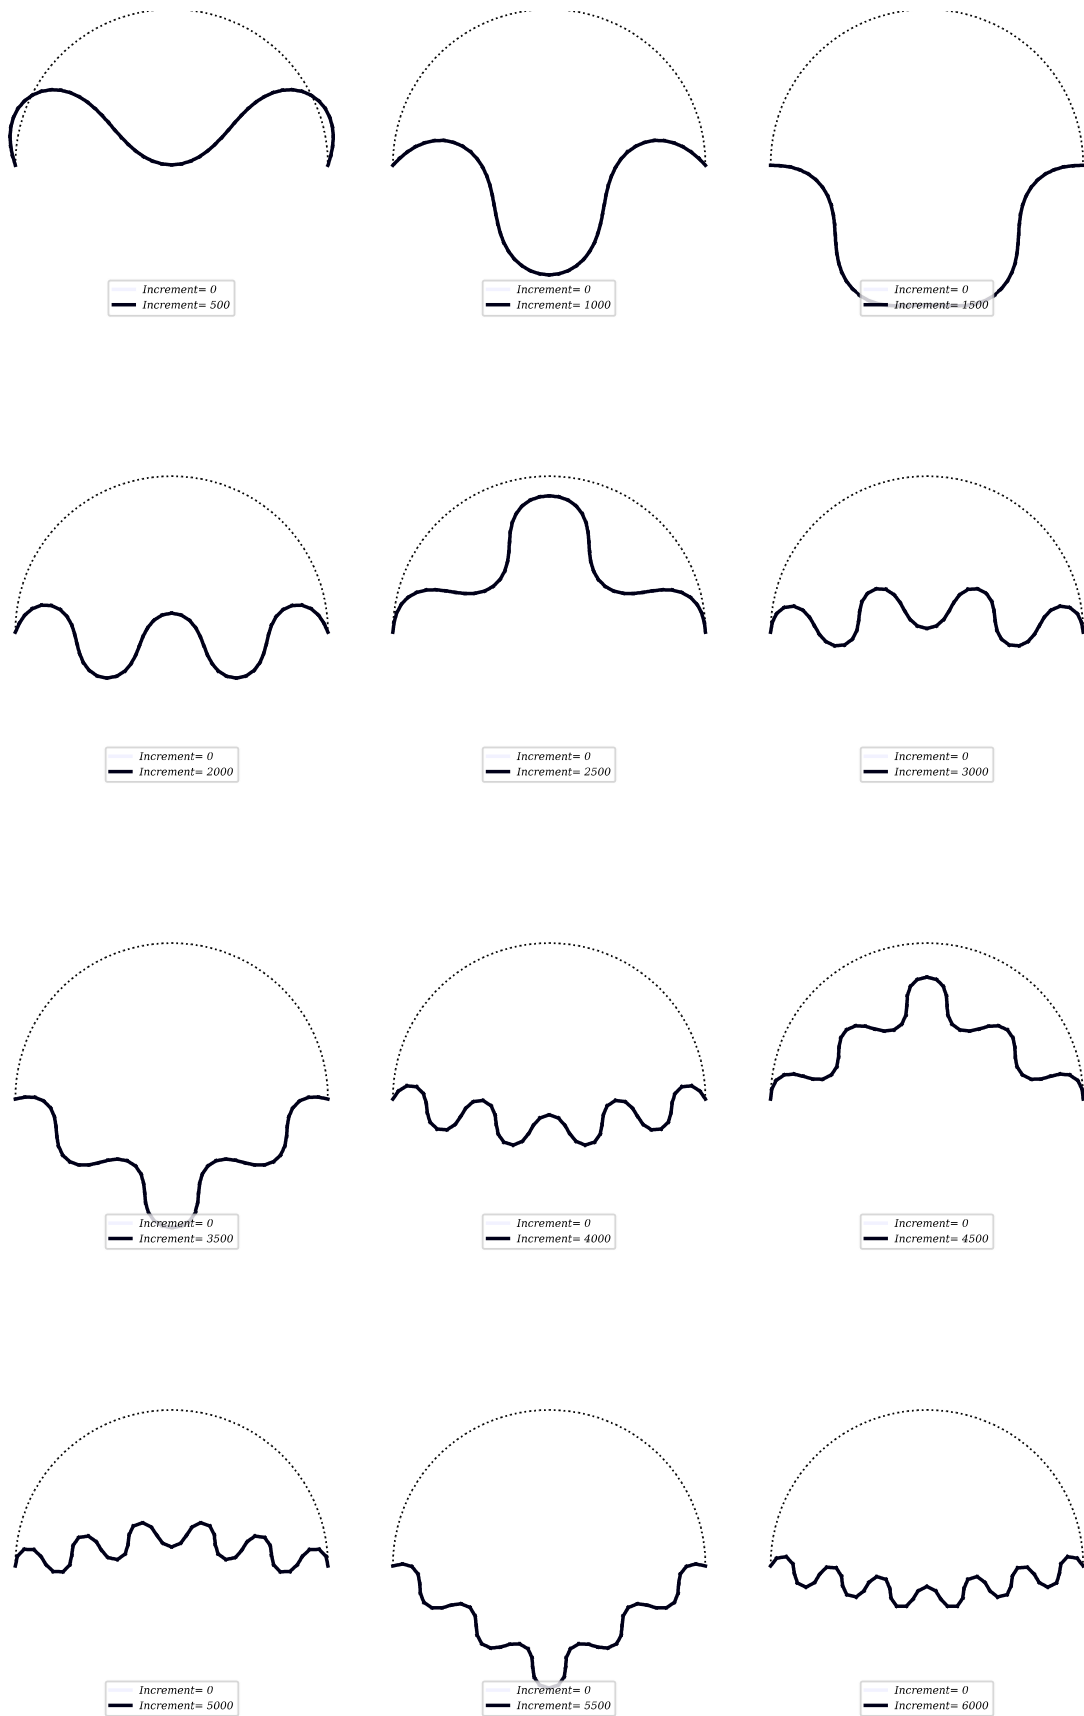 Increment= 0
Increment= 500
Increment= 0
Increment= 1000
Increment= 0
Increment= 1500
Increment= 0
Increment= 2000
Increment= 0
Increment= 2500
Increment= 0
Increment= 3000
Increment= 0
Increment= 3500
Increment= 0
Increment= 4000
Increment= 0
Increment= 4500
Increment= 0
Increment= 5000
Increment= 0
Increment= 5500
Increment= 0
Increment= 6000